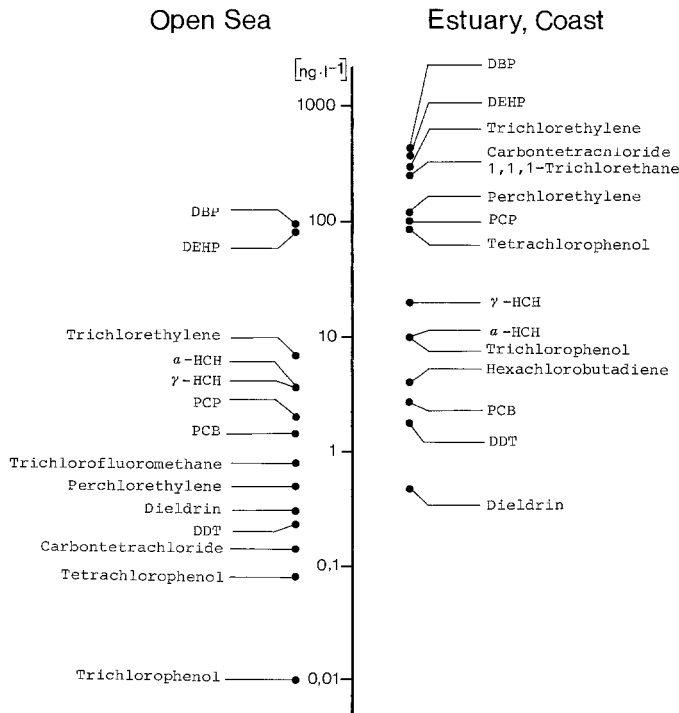 Open Sea
Estuary, Coast
[ng·l⁻¹]
1000
100
10
1
0,1
0,01
DBP
DEHP
Trichlorethylene
α-HCH
γ-HCH
PCP
PCB
Trichlorofluoromethane
Perchlorethylene
Dieldrin
DDT
Carbontetrachloride
Tetrachlorophenol
Trichlorophenol
DBP
DEHP
Trichlorethylene
Carbontetrachloride
1,1,1-Trichlorethane
Perchlorethylene
PCP
Tetrachlorophenol
γ-HCH
α-HCH
Trichlorophenol
Hexachlorobutadiene
PCB
DDT
Dieldrin